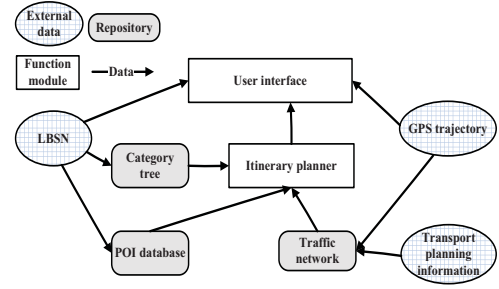 External
data
Repository
Function
module
Data
User interface
LBSN
GPS trajectory
Category
tree
Itinerary planner
POI database
Traffic
network
Transport
planning
information